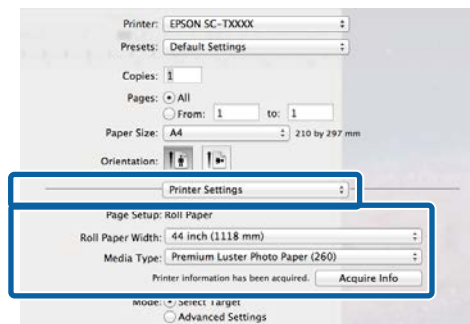 Printer: EPSON SC-TXXXX
Presets: Default Settings
Copies: 1
Pages: All
From: 1 to: 1
Paper Size: A4 210 by 297 mm
Orientation:
Printer Settings
Page Setup: Roll Paper
Roll Paper Width: 44 inch (1118 mm)
Media Type: Premium Luster Photo Paper (260)
Printer information has been acquired. Acquire Info
Mode: Select Target
Advanced Settings